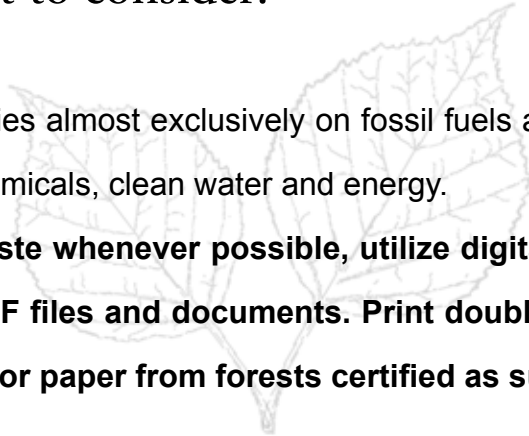 to consider.
ies almost exclusively on fossil fuels a
micals, clean water and energy.
ste whenever possible, utilize digit
F files and documents. Print doubl
or paper from forests certified as su